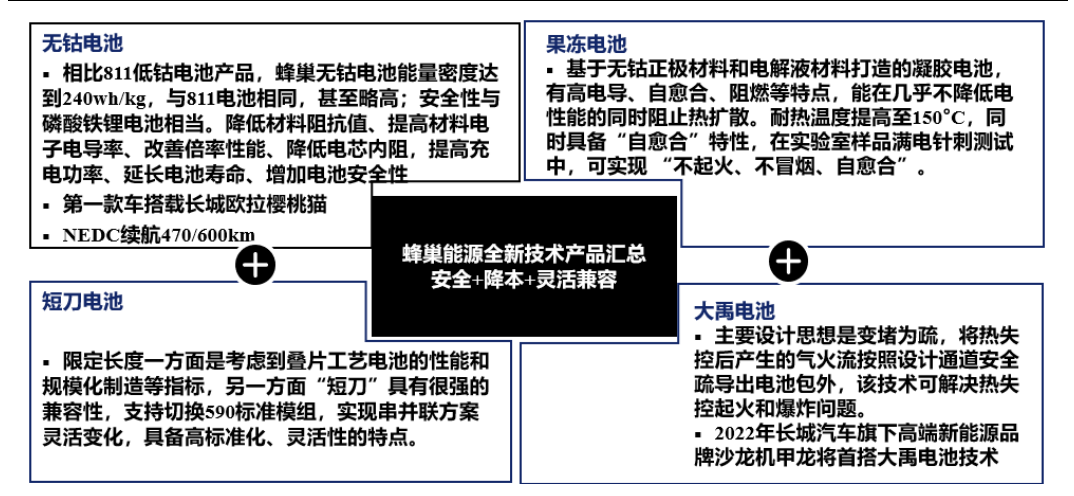 无钴电池
▪ 相比811低钴电池产品，蜂巢无钴电池能量密度达
到240wh/kg，与811电池相同，甚至略高；安全性与
磷酸铁锂电池相当。降低材料阻抗值、提高材料电
子电导率、改善倍率性能、降低电芯内阻，提高充
电功率、延长电池寿命、增加电池安全性
▪ 第一款车搭载长城欧拉樱桃猫
▪ NEDC续航470/600km
果冻电池
▪ 基于无钴正极材料和电解液材料打造的凝胶电池，
有高电导、自愈合、阻燃等特点，能在几乎不降低电
性能的同时阻止热扩散。耐热温度提高至150°C，同
时具备“自愈合”特性，在实验室样品满电针刺测试
中，可实现 “不起火、不冒烟、自愈合”。
蜂巢能源全新技术产品汇总
安全+降本+灵活兼容
短刀电池
▪ 限定长度一方面是考虑到叠片工艺电池的性能和
规模化制造等指标，另一方面“短刀”具有很强的
兼容性，支持切换590标准模组，实现串并联方案
灵活变化，具备高标准化、灵活性的特点。
大禹电池
▪ 主要设计思想是变堵为疏，将热失
控后产生的气火流按照设计通道安全
疏导出电池包外，该技术可解决热失
控起火和爆炸问题。
▪ 2022年长城汽车旗下高端新能源品
牌沙龙机甲龙将首搭大禹电池技术